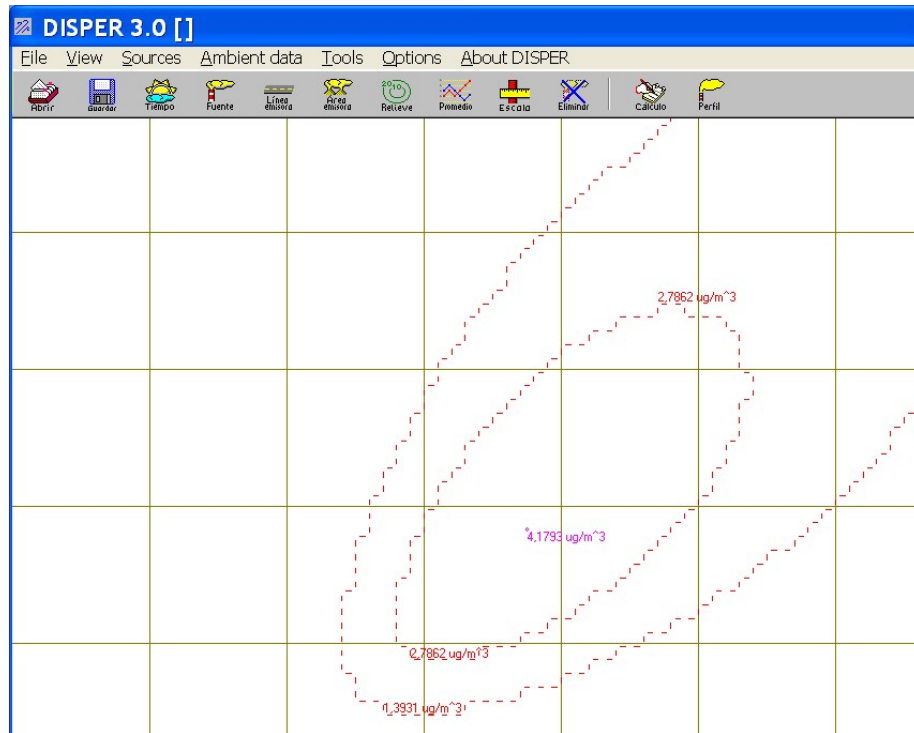 DISPER 3.0 []
File View Sources Ambient data Tools Options About DISPER
Abrir Guardar Tiempo Fuente Línea emisora Area emisora 2010 Relieve Promedio Escala Eliminar Cálculo Perfil
2,7862 ug/m^3
4,1793 ug/m^3
2,7862 ug/m^3
1,3931 ug/m^3